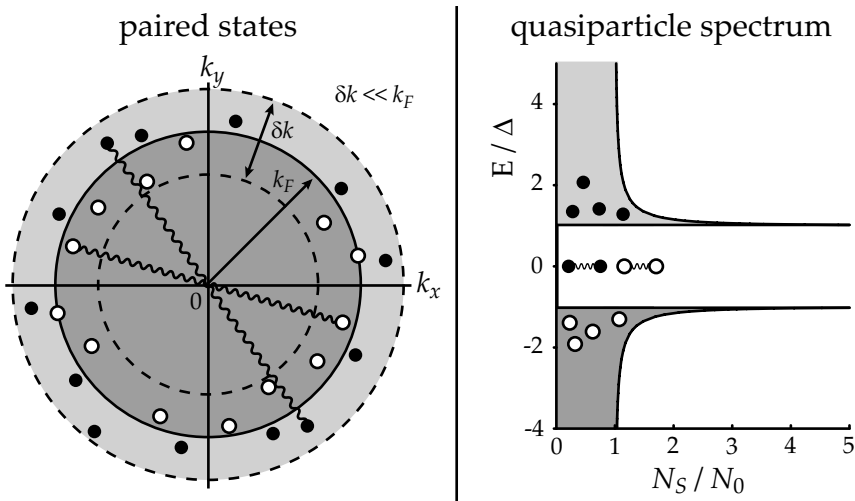 paired states
k_y
δk << k_F
δk
k_F
k_x
0
quasiparticle spectrum
E / Δ
4
2
0
-2
-4
0 1 2 3 4 5
N_S / N_0